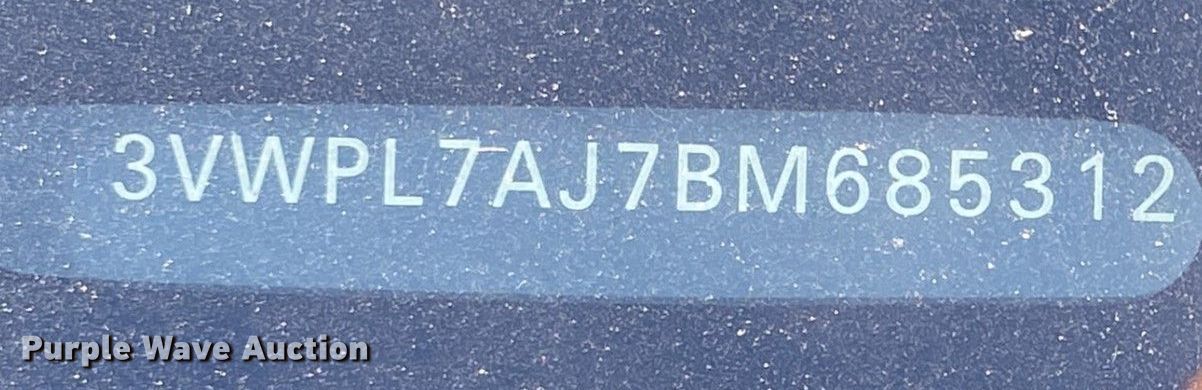 3VWPL7AJ7BM685312
Purple Wave Auction